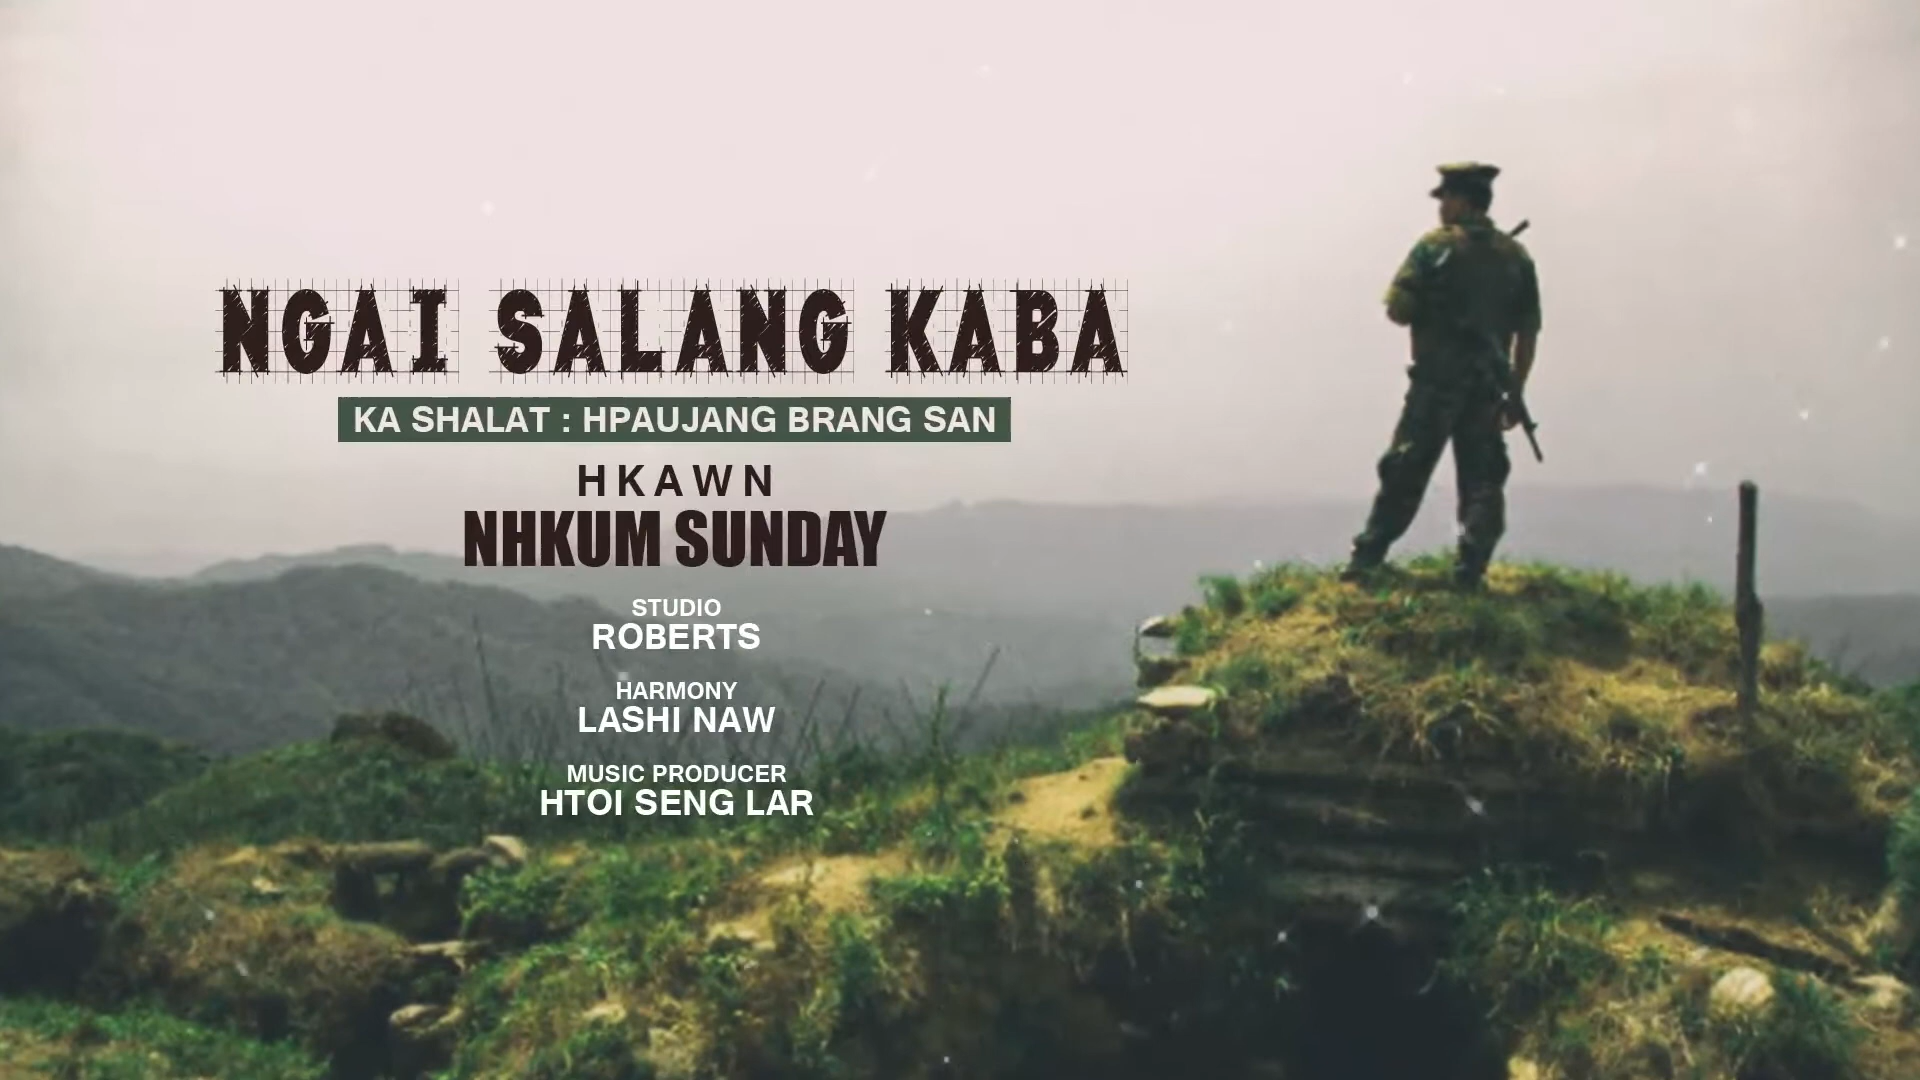 NGAI SALANG KABA
KA SHALAT : HPAUJANG BRANG SAN
HKAWN
NHKUM SUNDAY
STUDIO
ROBERTS
HARMONY
LASHI NAW
MUSIC PRODUCER
HTOI SENG LAR